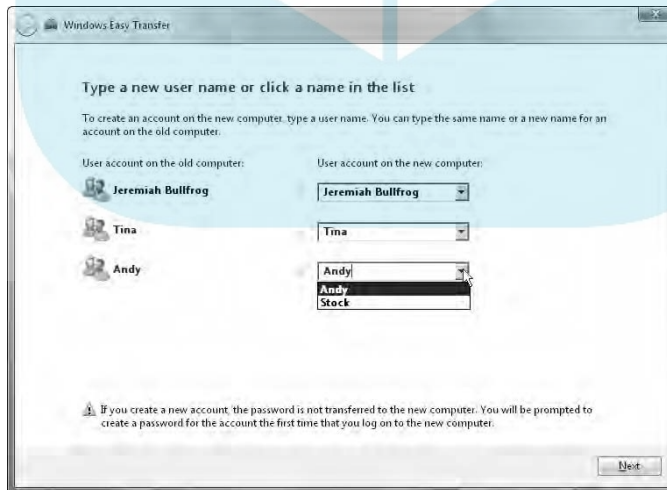 Windows Easy Transfer
Type a new user name or click a name in the list
To create an account on the new computer, type a user name. You can type the same name or a new name for an
account on the old computer.
User account on the old computer: User account on the new computer:
Jeremiah Bullfrog Jeremiah Bullfrog
Tina Tina
Andy Andy
Andy
Stock
If you create a new account, the password is not transferred to the new computer. You will be prompted to
create a password for the account the first time that you log on to the new computer.
Next